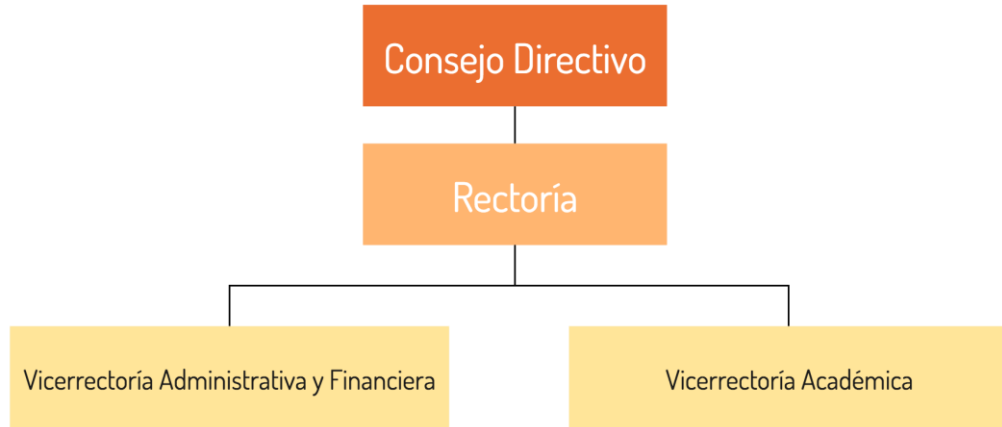 Consejo Directivo
Rectoría
Vicerrectoría Administrativa y Financiera
Vicerrectoría Académica